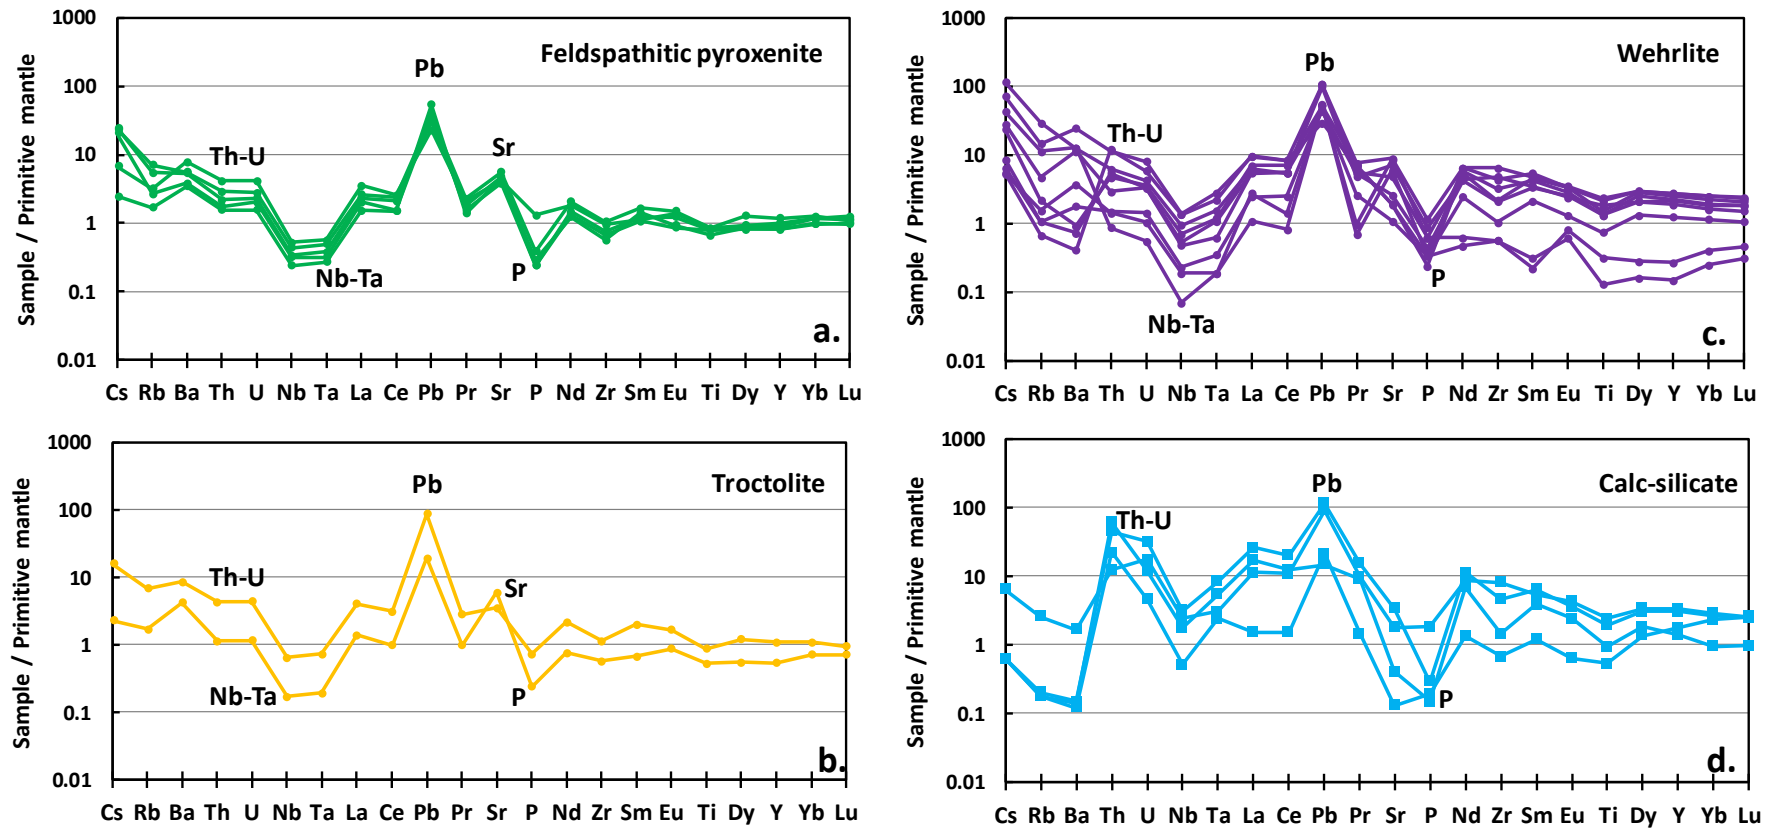 1000
100
10
1
0.1
0.01
Sample / Primitive mantle
Feldspathitic pyroxenite
Pb
Th-U
Sr
Nb-Ta
P
a.
Cs Rb Ba Th U Nb Ta La Ce Pb Pr Sr P Nd Zr Sm Eu Ti Dy Y Yb Lu
1000
100
10
1
0.1
0.01
Sample / Primitive mantle
Troctolite
Pb
Th-U
Sr
Nb-Ta
P
b.
Cs Rb Ba Th U Nb Ta La Ce Pb Pr Sr P Nd Zr Sm Eu Ti Dy Y Yb Lu
1000
100
10
1
0.1
0.01
Sample / Primitive mantle
Wehrlite
Pb
Th-U
P
Nb-Ta
c.
Cs Rb Ba Th U Nb Ta La Ce Pb Pr Sr P Nd Zr Sm Eu Ti Dy Y Yb Lu
1000
100
10
1
0.1
0.01
Sample / Primitive mantle
Calc-silicate
Pb
Th-U
P
d.
Cs Rb Ba Th U Nb Ta La Ce Pb Pr Sr P Nd Zr Sm Eu Ti Dy Y Yb Lu